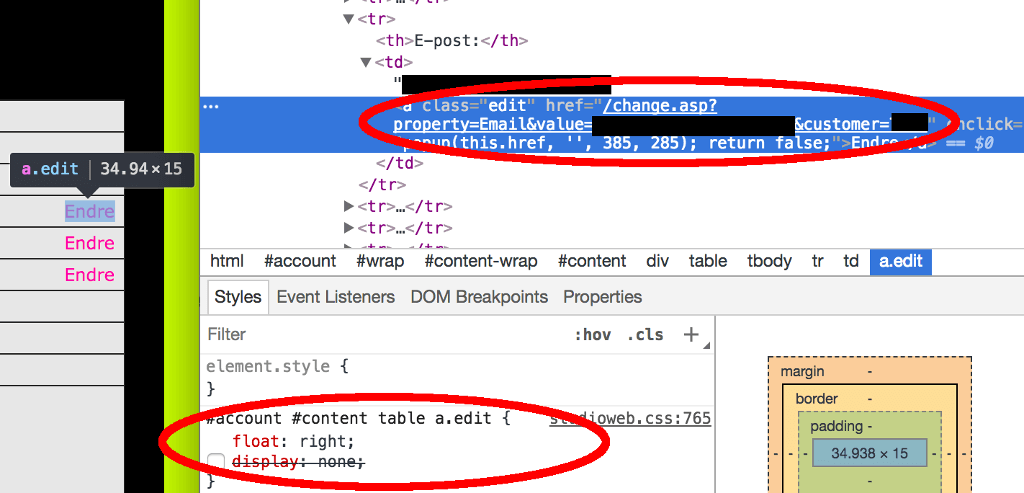 ▶<tr>…</tr>
▼<tr>
<th>E-post:</th>
▼<td>
"
<a class="edit" href="/change.asp?
property=Email&value=
&customer=
" onclick=
"popup(this.href, '', 385, 285); return false;">Endre</a> == $0
</td>
</tr>
▶<tr>…</tr>
▶<tr>…</tr>
a.edit | 34.94×15
Endre
Endre
Endre
html #account #wrap #content-wrap #content div table tbody tr td a.edit
Styles Event Listeners DOM Breakpoints Properties
Filter :hov .cls +
element.style {
}
#account #content table a.edit { studioweb.css:765
float: right;
display: none;
}
margin -
border -
padding -
- - - 34.938 × 15 - - -
-